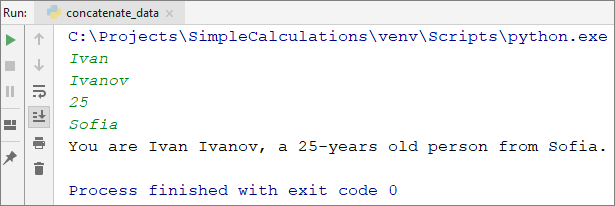 Run: concatenate_data ×
C:\Projects\SimpleCalculations\venv\Scripts\python.exe
Ivan
Ivanov
25
Sofia
You are Ivan Ivanov, a 25-years old person from Sofia.
Process finished with exit code 0